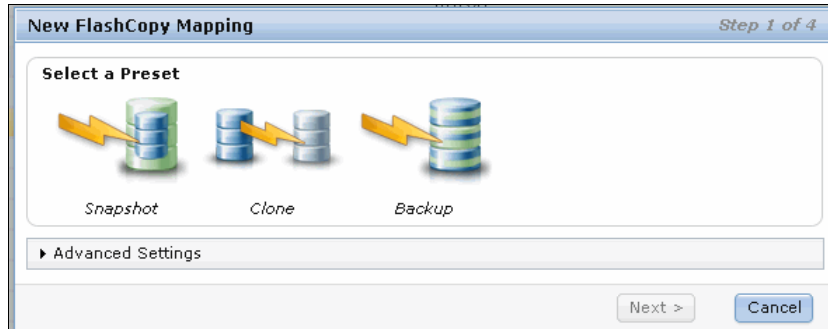 New FlashCopy Mapping Step 1 of 4
Select a Preset
Snapshot Clone Backup
Advanced Settings
Next > Cancel